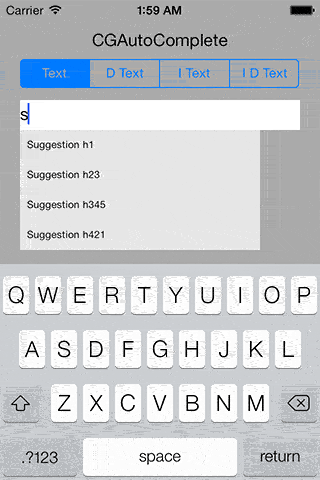 Carrier 1:59 AM
CGAutoComplete
Text D Text I Text I D Text
s
Suggestion h1
Suggestion h23
Suggestion h345
Suggestion h421
Q W E R T Y U I O P
A S D F G H J K L
Z X C V B N M
.?123 space return